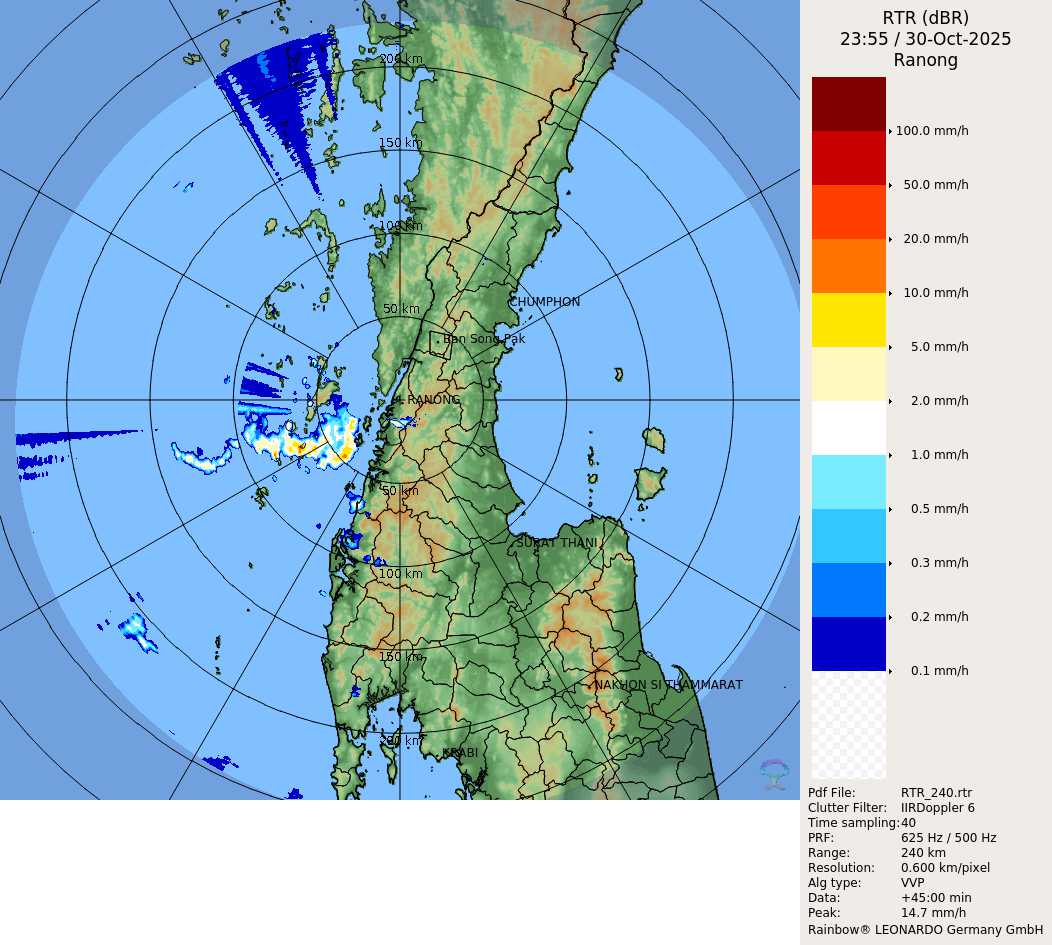 RTR (dBR)
23:55 / 30-Oct-2025
Ranong
200 km
150 km
100 km
50 km
CHUMPHON
Ban Song Pak
RANONG
50 km
SURAT THANI
100 km
150 km
NAKHON SI THAMMARAT
200 km
KRABI
100.0 mm/h
50.0 mm/h
20.0 mm/h
10.0 mm/h
5.0 mm/h
2.0 mm/h
1.0 mm/h
0.5 mm/h
0.3 mm/h
0.2 mm/h
0.1 mm/h
Pdf File: RTR_240.rtr
Clutter Filter: IIRDoppler 6
Time sampling:40
PRF: 625 Hz / 500 Hz
Range: 240 km
Resolution: 0.600 km/pixel
Alg type: VVP
Data: +45:00 min
Peak: 14.7 mm/h
Rainbow® LEONARDO Germany GmbH